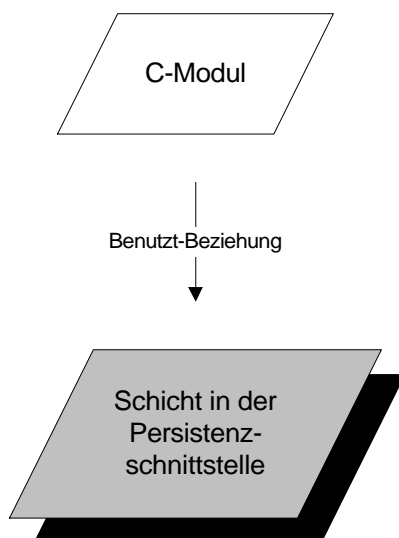 C-Modul
Benutzt-Beziehung
Schicht in der
Persistenz-
schnittstelle